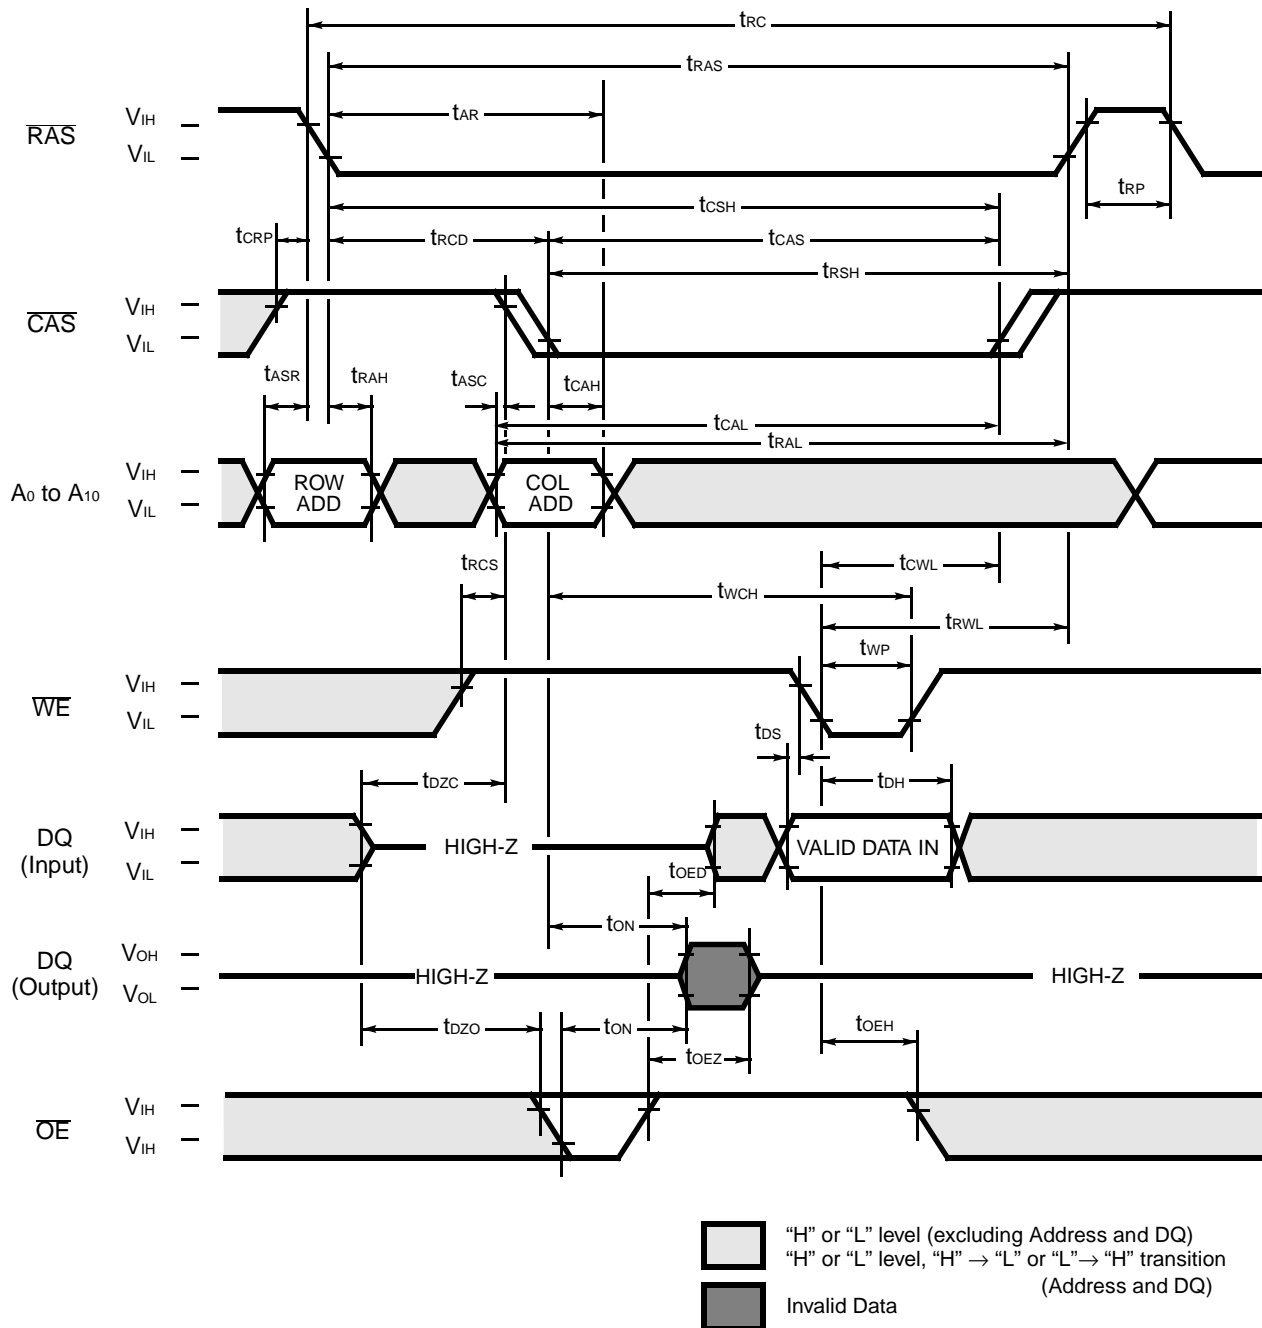 tRC
tRAS
tAR
RAS
VIH
VIL
tRP
tCSH
tCRP
tRCD
tCAS
tRSH
CAS
VIH
VIL
tASR
tRAH
tASC
tCAH
tCAL
tRAL
A0 to A10
VIH
VIL
ROW
ADD
COL
ADD
tRCS
tCWL
tWCH
tRWL
tWP
WE
VIH
VIL
tDS
tDZC
tDH
DQ
(Input)
VIH
VIL
HIGH-Z
VALID DATA IN
tOED
tON
DQ
(Output)
VOH
VOL
HIGH-Z
HIGH-Z
tDZO
tON
tOEH
tOEZ
OE
VIH
VIH
“H” or “L” level (excluding Address and DQ)
“H” or “L” level, “H” → “L” or “L”→ “H” transition
(Address and DQ)
Invalid Data